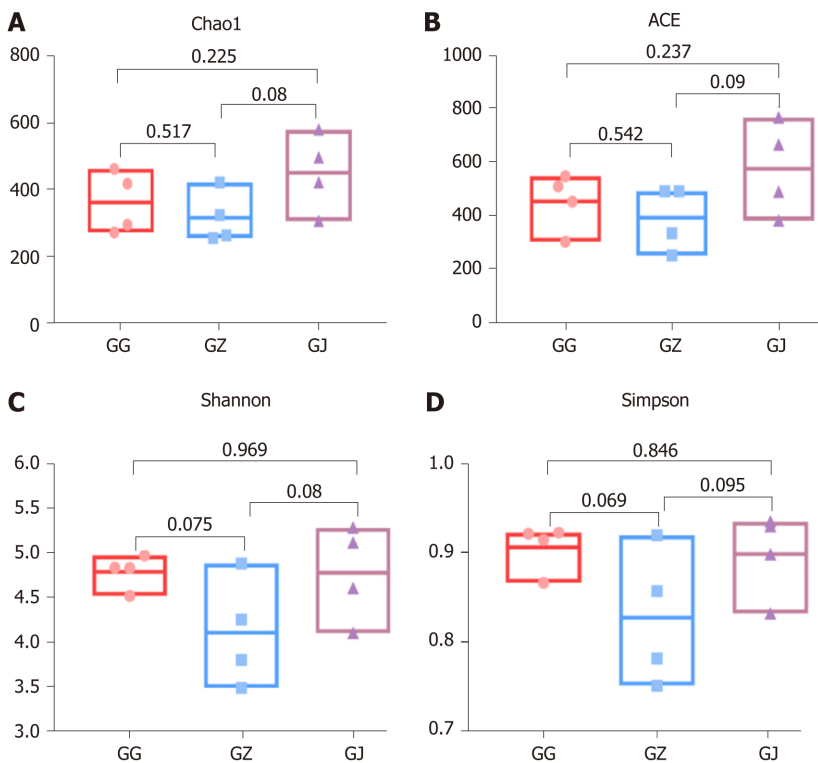 A
Chao1
800
600
400
200
0
0.225
0.08
0.517
GG
GZ
GJ
B
ACE
1000
800
600
400
200
0
0.237
0.09
0.542
GG
GZ
GJ
C
Shannon
6.0
5.5
5.0
4.5
4.0
3.5
3.0
0.969
0.08
0.075
GG
GZ
GJ
D
Simpson
1.0
0.9
0.8
0.7
0.846
0.069
0.095
GG
GZ
GJ